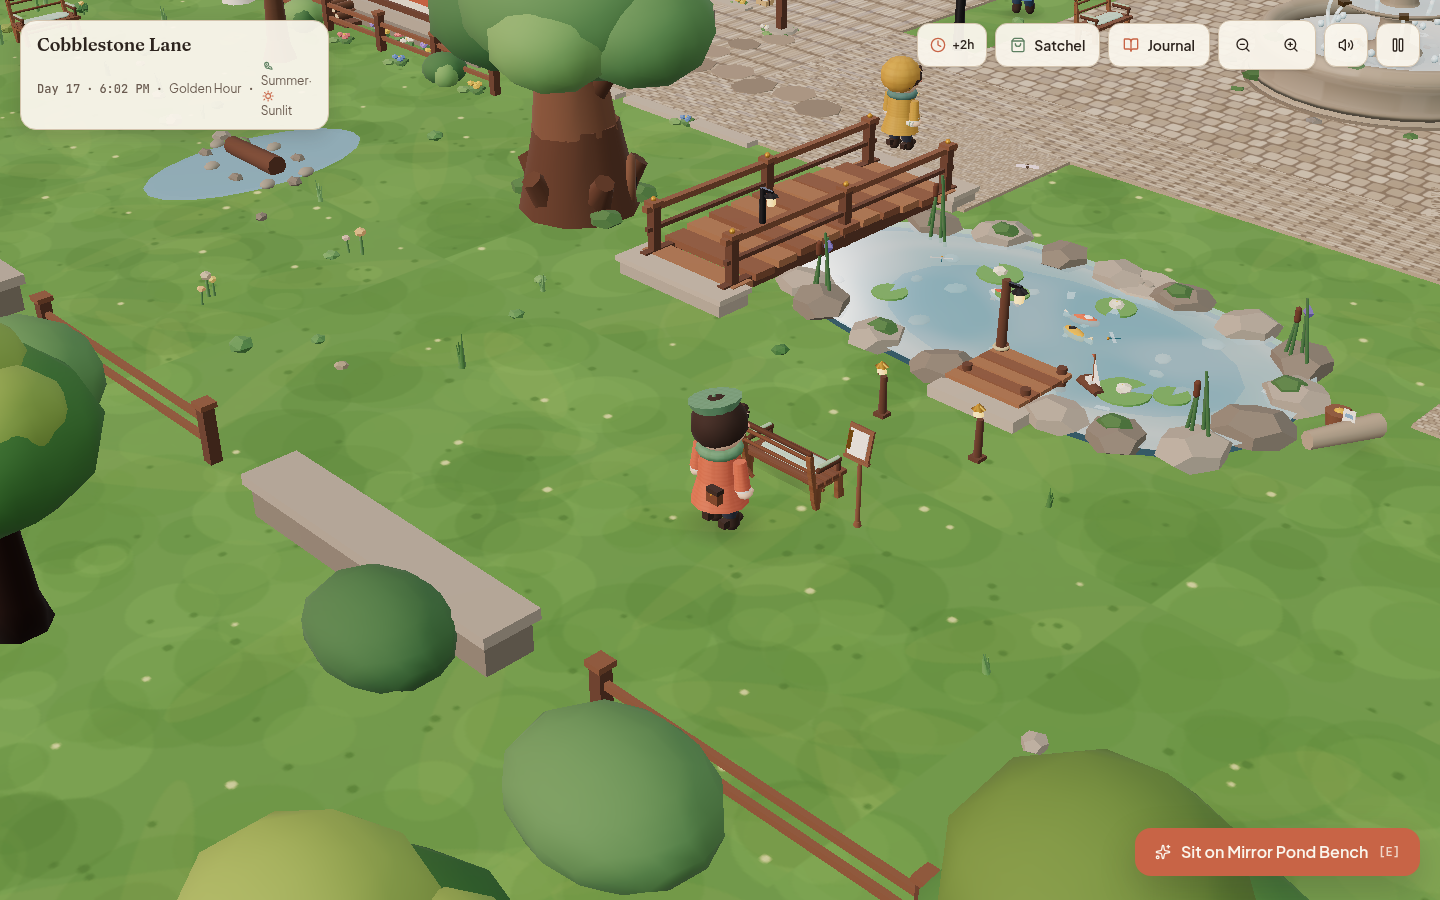 Cobblestone Lane
Day 17 · 6:02 PM · Golden Hour · Summer·
Sunlit
+2h
Satchel
Journal
Sit on Mirror Pond Bench [E]